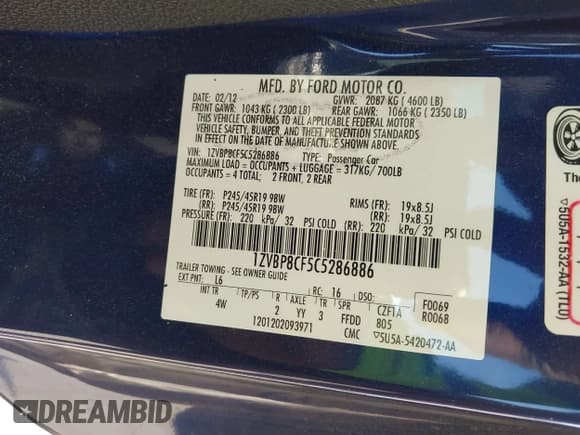 MFD. BY FORD MOTOR CO.
DATE: 02/12 GVWR: 2087 KG ( 4600 LB)
FRONT GAWR: 1043 KG ( 2300 LB) REAR GAWR: 1066 KG ( 2350 LB)
THIS VEHICLE CONFORMS TO ALL APPLICABLE FEDERAL MOTOR
VEHICLE SAFETY, BUMPER, AND THEFT PREVENTION STANDARDS
IN EFFECT ON THE DATE OF MANUFACTURE SHOWN ABOVE.
VIN: 1ZVBP8CF5C5286886 TYPE: Passenger Car
MAXIMUM LOAD = OCCUPANTS + LUGGAGE = 317KG/700LB
OCCUPANTS = 4 TOTAL; 2 FRONT, 2 REAR
TIRE (FR): P245/45R19 98W RIMS (FR): 19x8.5J
(RR): P245/45R19 98W (RR): 19x8.5J
PRESSURE (FR): 220 kPa/ 32 PSI COLD (RR): 220 kPa/ 32 PSI COLD
1ZVBP8CF5C5286886
TRAILER TOWING - SEE OWNER GUIDE
EXT PNT: L6 RC: 16 DSO: F0069
INT TR TP/PS R AXLE TR SPR CZF1A R0068
4W 2 YY 3 FFDD 805
1201202093971 CMC ▽5U5A-5420472-AA
The
▽5U5A-1532-AA (TLU)
DREAMBID